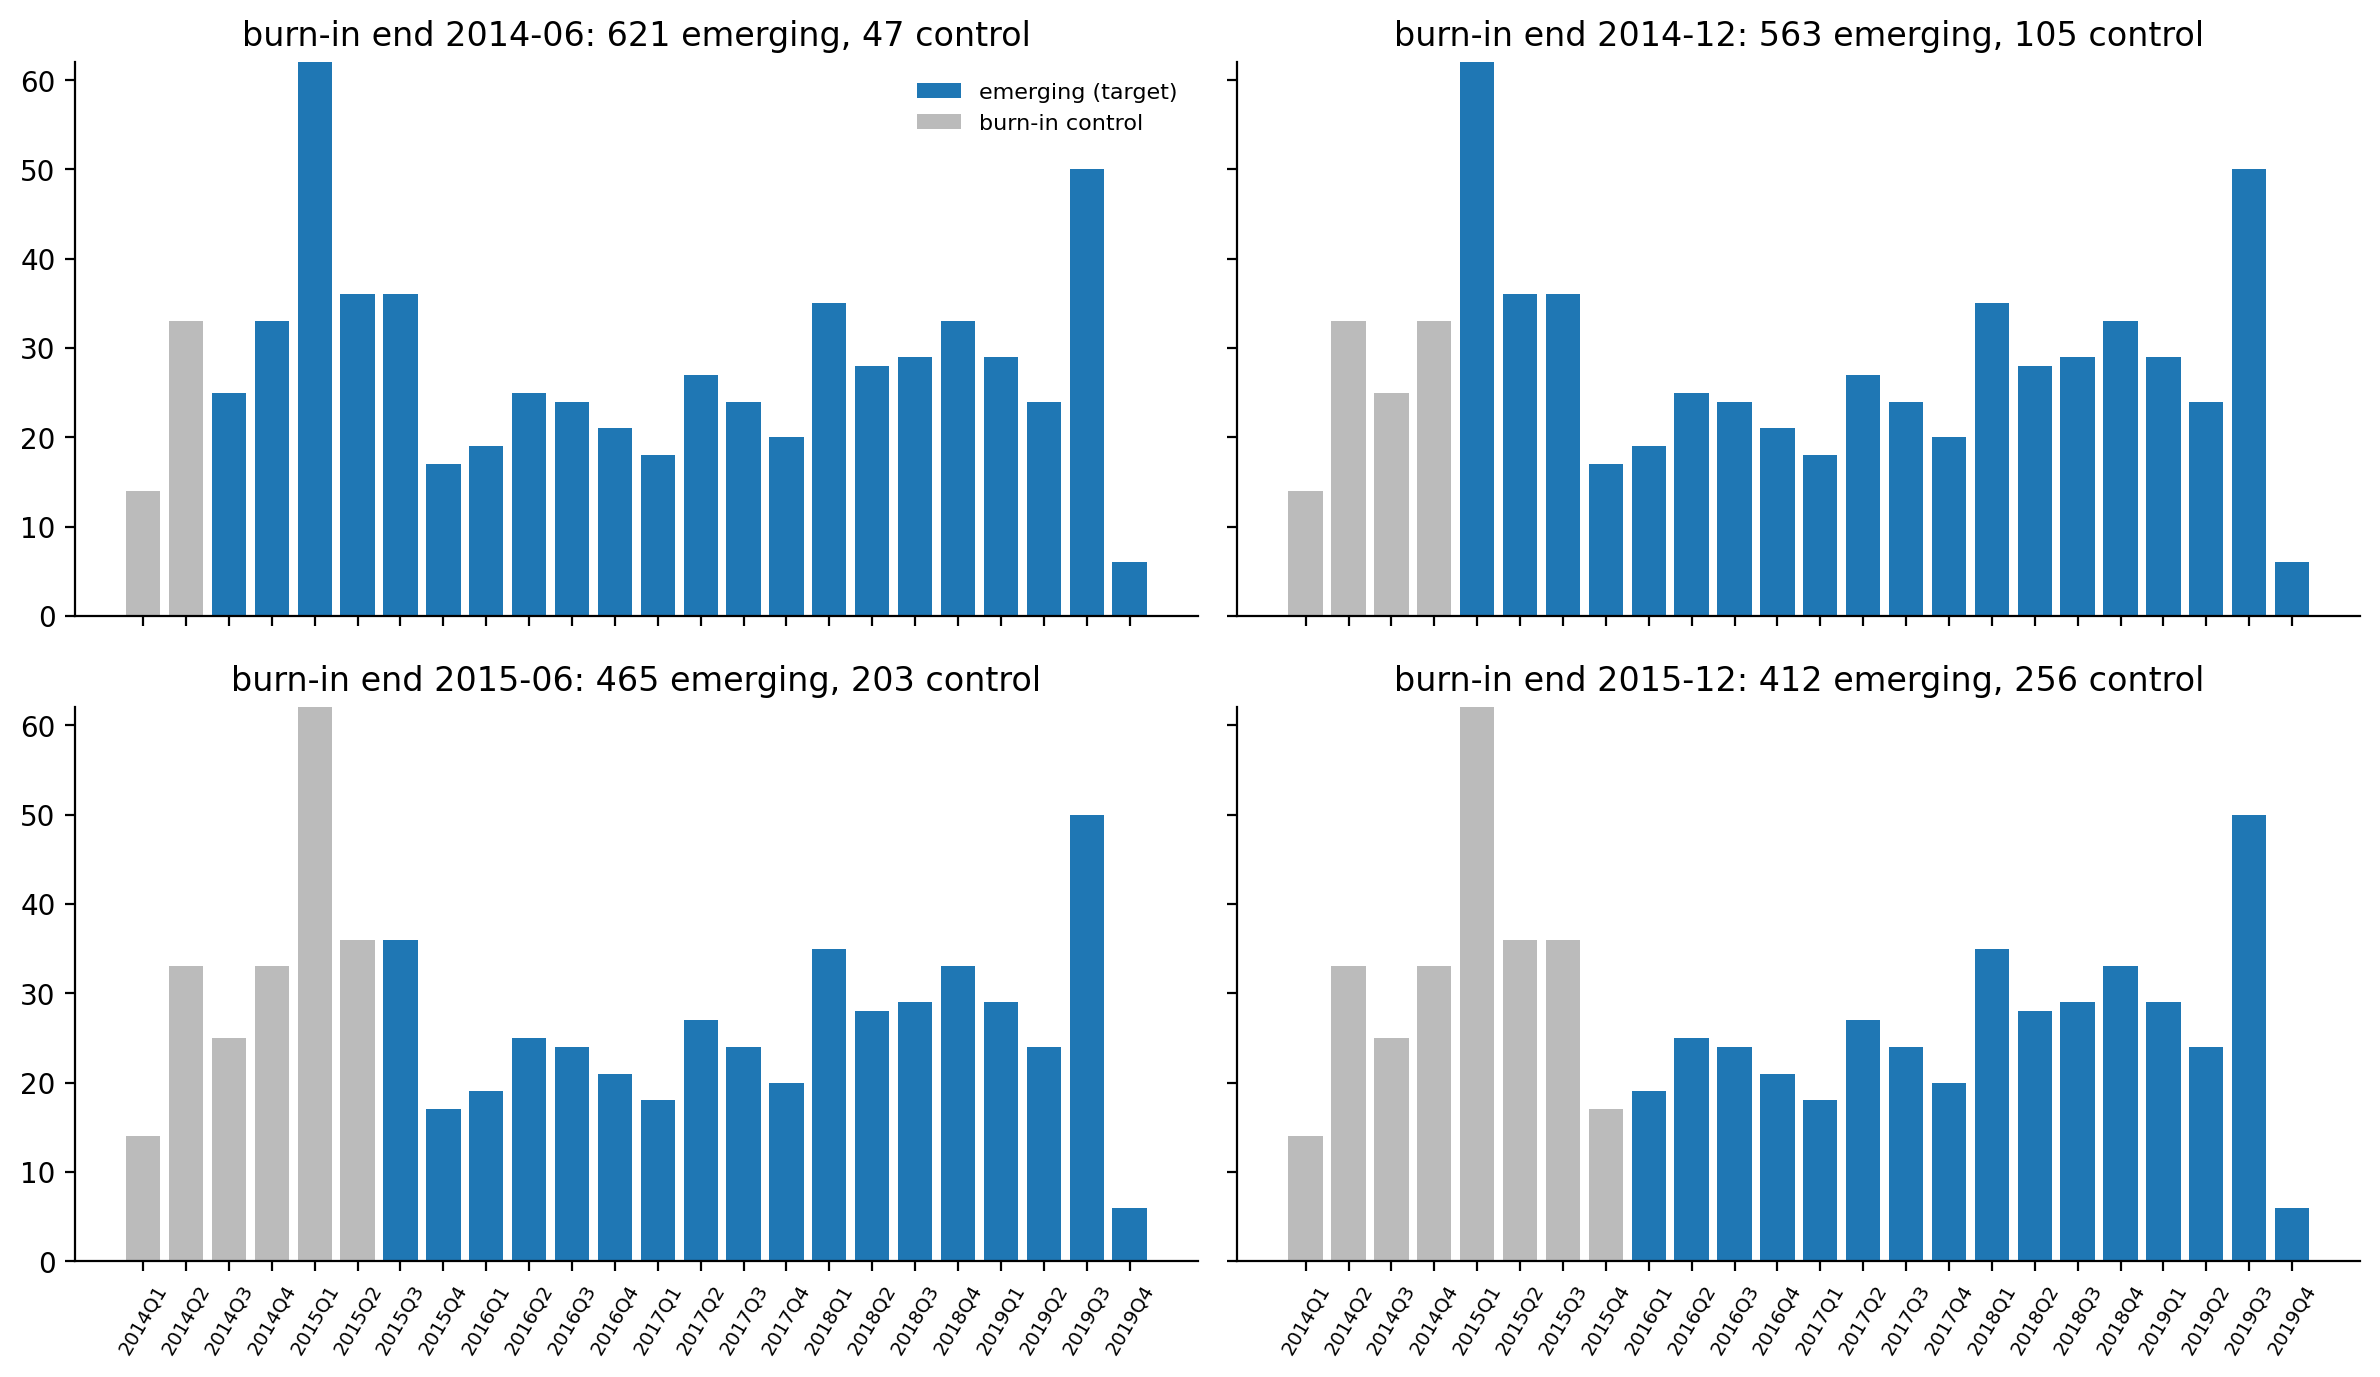 burn-in end 2014-06: 621 emerging, 47 control
burn-in end 2014-12: 563 emerging, 105 control
60
50
40
30
20
10
0
emerging (target)
burn-in control
burn-in end 2015-06: 465 emerging, 203 control
burn-in end 2015-12: 412 emerging, 256 control
60
50
40
30
20
10
0
2014Q1
2014Q2
2014Q3
2014Q4
2015Q1
2015Q2
2015Q3
2015Q4
2016Q1
2016Q2
2016Q3
2016Q4
2017Q1
2017Q2
2017Q3
2017Q4
2018Q1
2018Q2
2018Q3
2018Q4
2019Q1
2019Q2
2019Q3
2019Q4
2014Q1
2014Q2
2014Q3
2014Q4
2015Q1
2015Q2
2015Q3
2015Q4
2016Q1
2016Q2
2016Q3
2016Q4
2017Q1
2017Q2
2017Q3
2017Q4
2018Q1
2018Q2
2018Q3
2018Q4
2019Q1
2019Q2
2019Q3
2019Q4